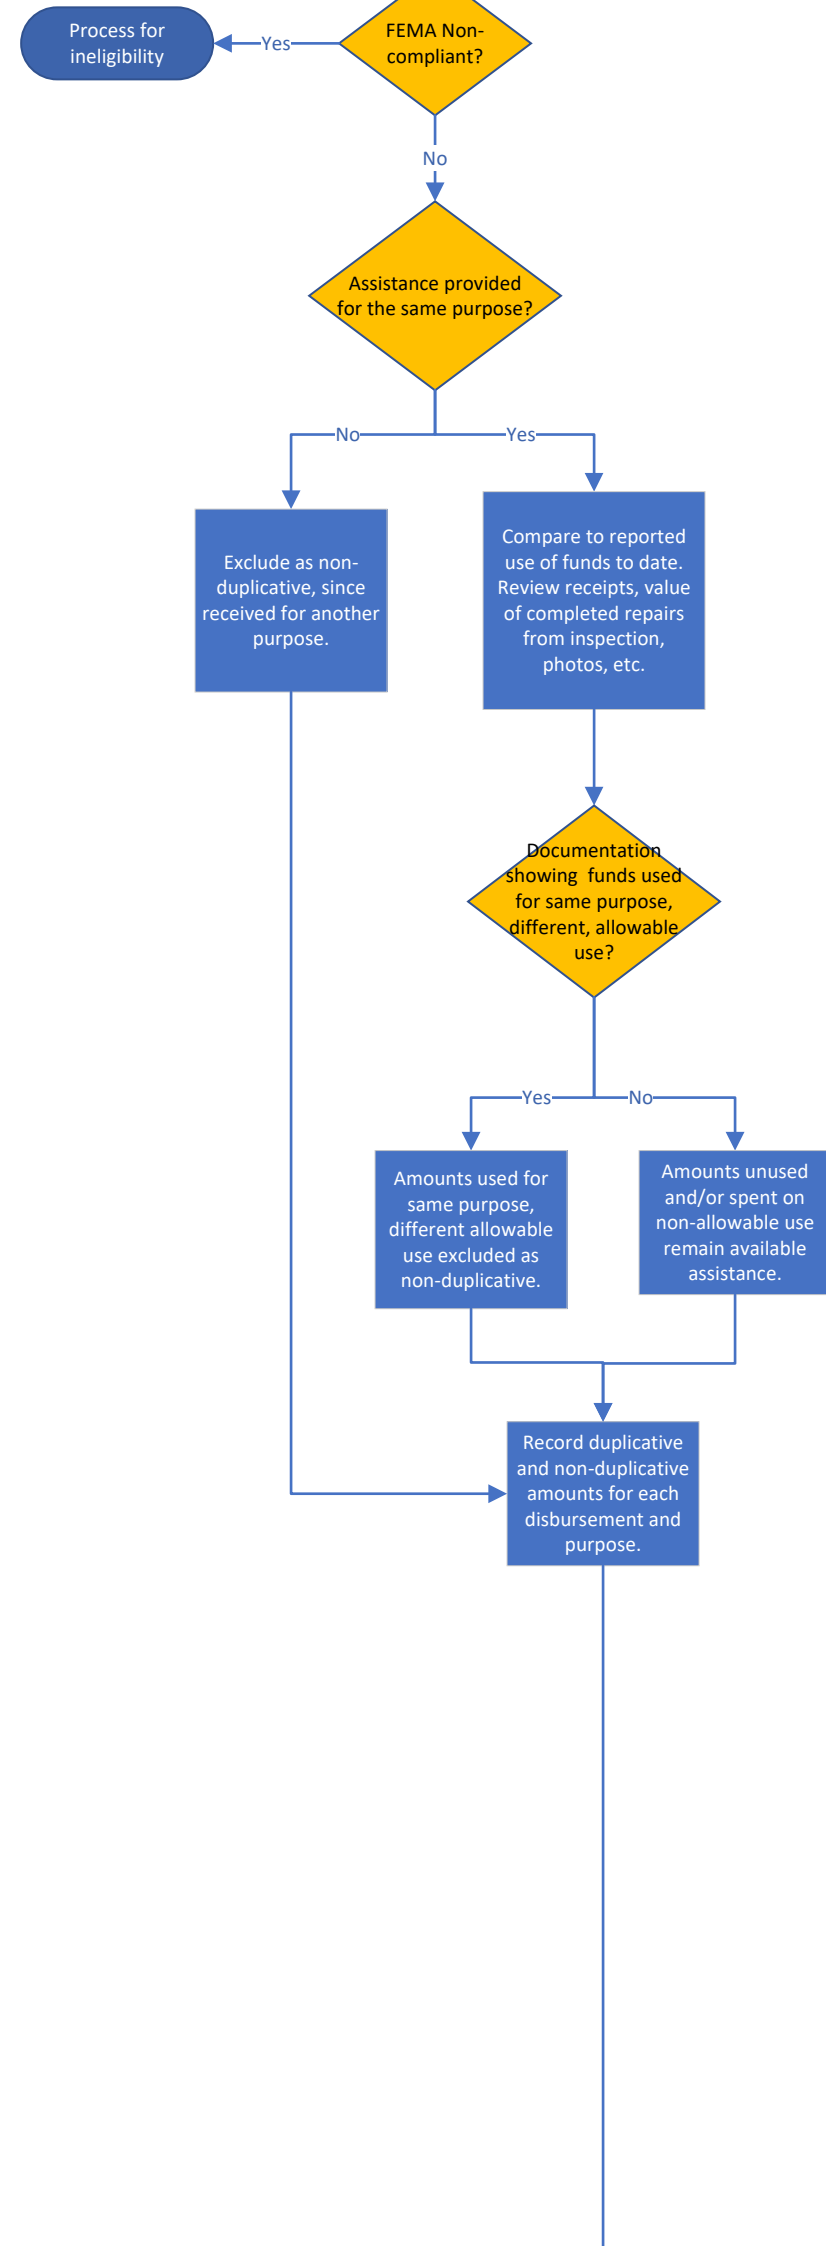 Process for
ineligibility
Yes
FEMA Non-
compliant?
No
Assistance provided
for the same purpose?
No
Yes
Exclude as non-
duplicative, since
received for another
purpose.
Compare to reported
use of funds to date.
Review receipts, value
of completed repairs
from inspection,
photos, etc.
Documentation
showing  funds used
for same purpose,
different, allowable
use?
Yes
No
Amounts used for
same purpose,
different allowable
use excluded as
non-duplicative.
Amounts unused
and/or spent on
non-allowable use
remain available
assistance.
Record duplicative
and non-duplicative
amounts for each
disbursement and
purpose.